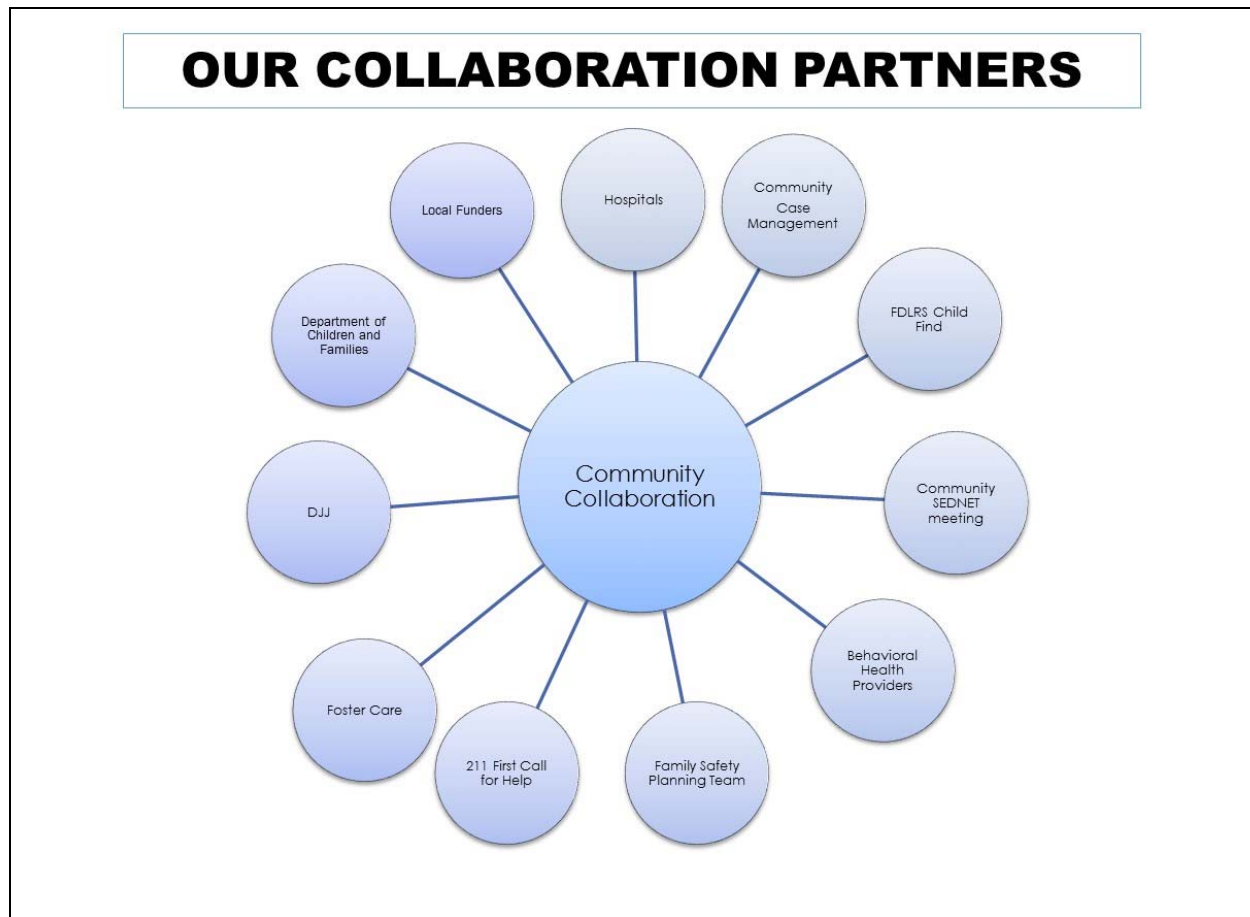 OUR COLLABORATION PARTNERS
Hospitals
Community
Case
Management
FDLRS Child
Find
Community
SEDNET
meeting
Behavioral
Health
Providers
Family Safety
Planning Team
211 First Call
for Help
Foster Care
DJJ
Department of
Children and
Families
Local Funders
Community
Collaboration